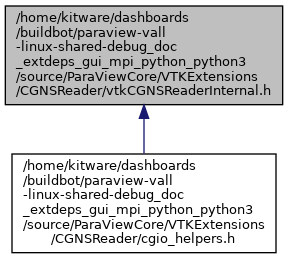 /home/kitware/dashboards
/buildbot/paraview-vall
-linux-shared-debug_doc
_extdeps_gui_mpi_python_python3
/source/ParaViewCore/VTKExtensions
/CGNSReader/vtkCGNSReaderInternal.h
/home/kitware/dashboards
/buildbot/paraview-vall
-linux-shared-debug_doc
_extdeps_gui_mpi_python_python3
/source/ParaViewCore/VTKExtensions
/CGNSReader/cgio_helpers.h